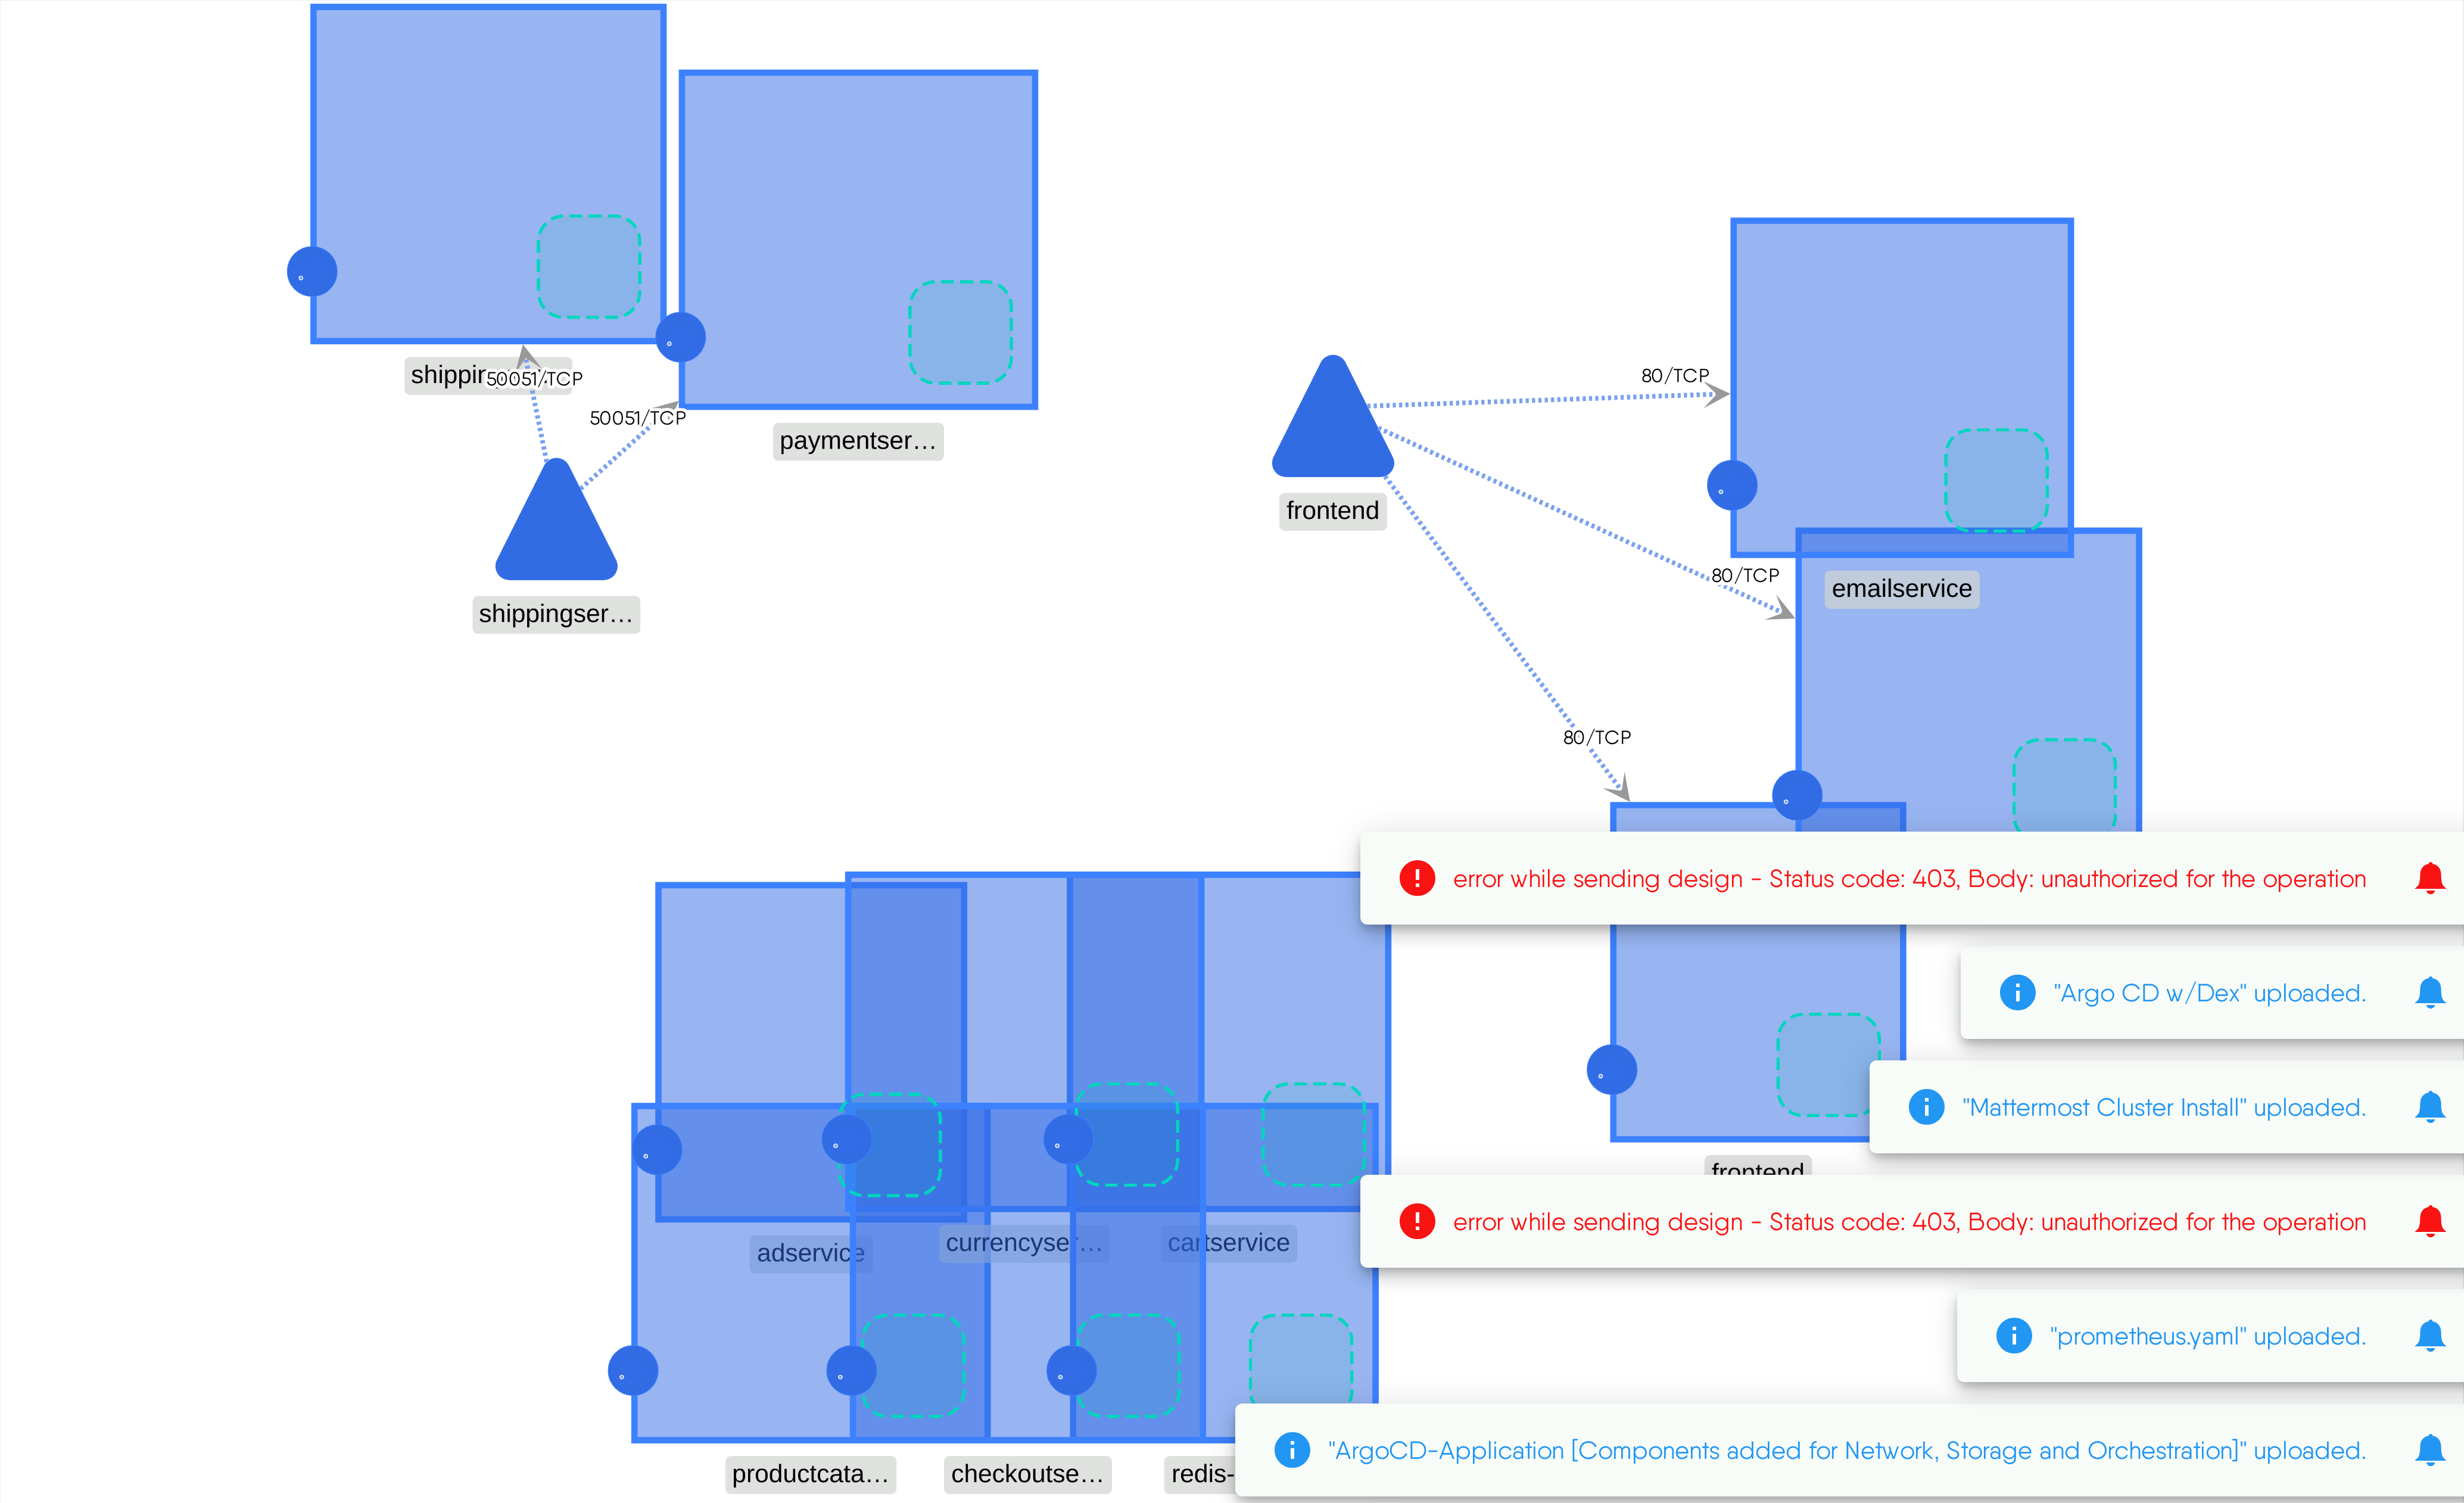 50051/TCP
50051/TCP
paymentser...
shippingser...
80/TCP
frontend
80/TCP
emailservice
80/TCP
error while sending design - Status code: 403, Body: unauthorized for the operation
"Argo CD w/Dex" uploaded.
"Mattermost Cluster Install" uploaded.
frontend
error while sending design - Status code: 403, Body: unauthorized for the operation
adservice
currencyser...
cartservice
"prometheus.yaml" uploaded.
"ArgoCD-Application [Components added for Network, Storage and Orchestration]" uploaded.
productcata...
checkoutse...
redis-